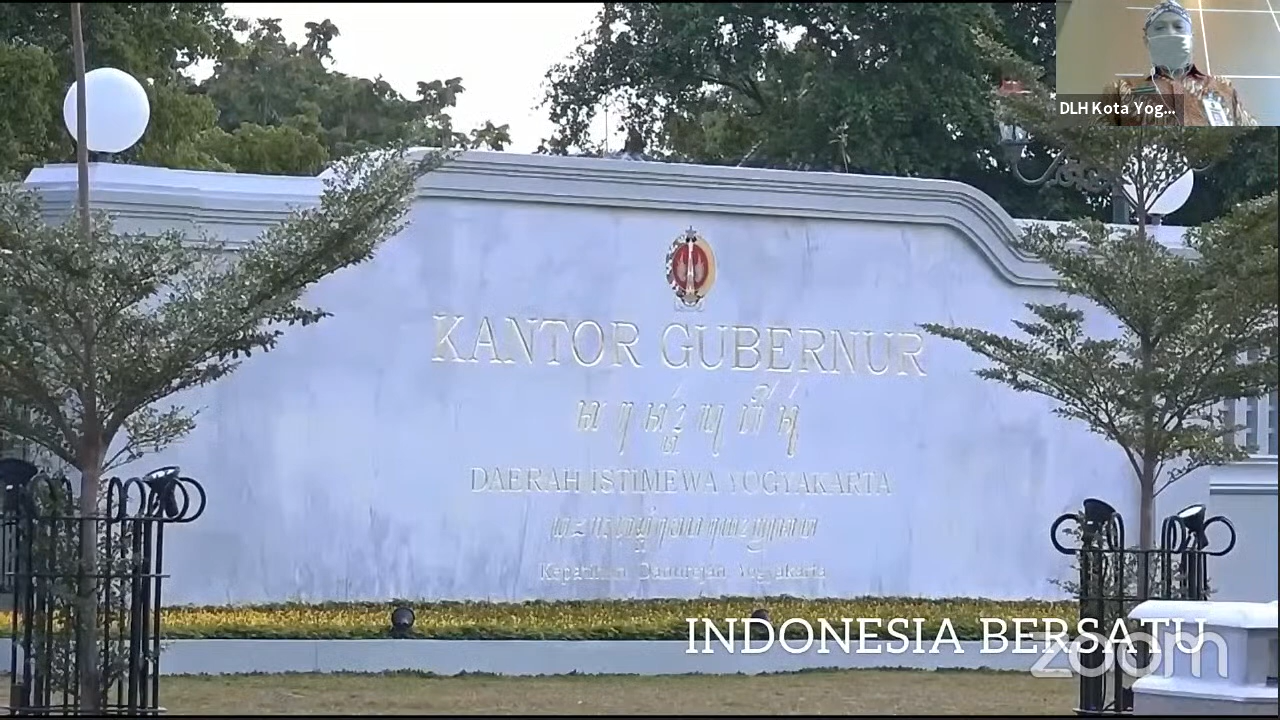 DLH Kota Yog...
KANTOR GUBERNUR
DAERAH ISTIMEWA YOGYAKARTA
Kepatihan, Danurejan, Yogyakarta
INDONESIA BERSATU
zoom